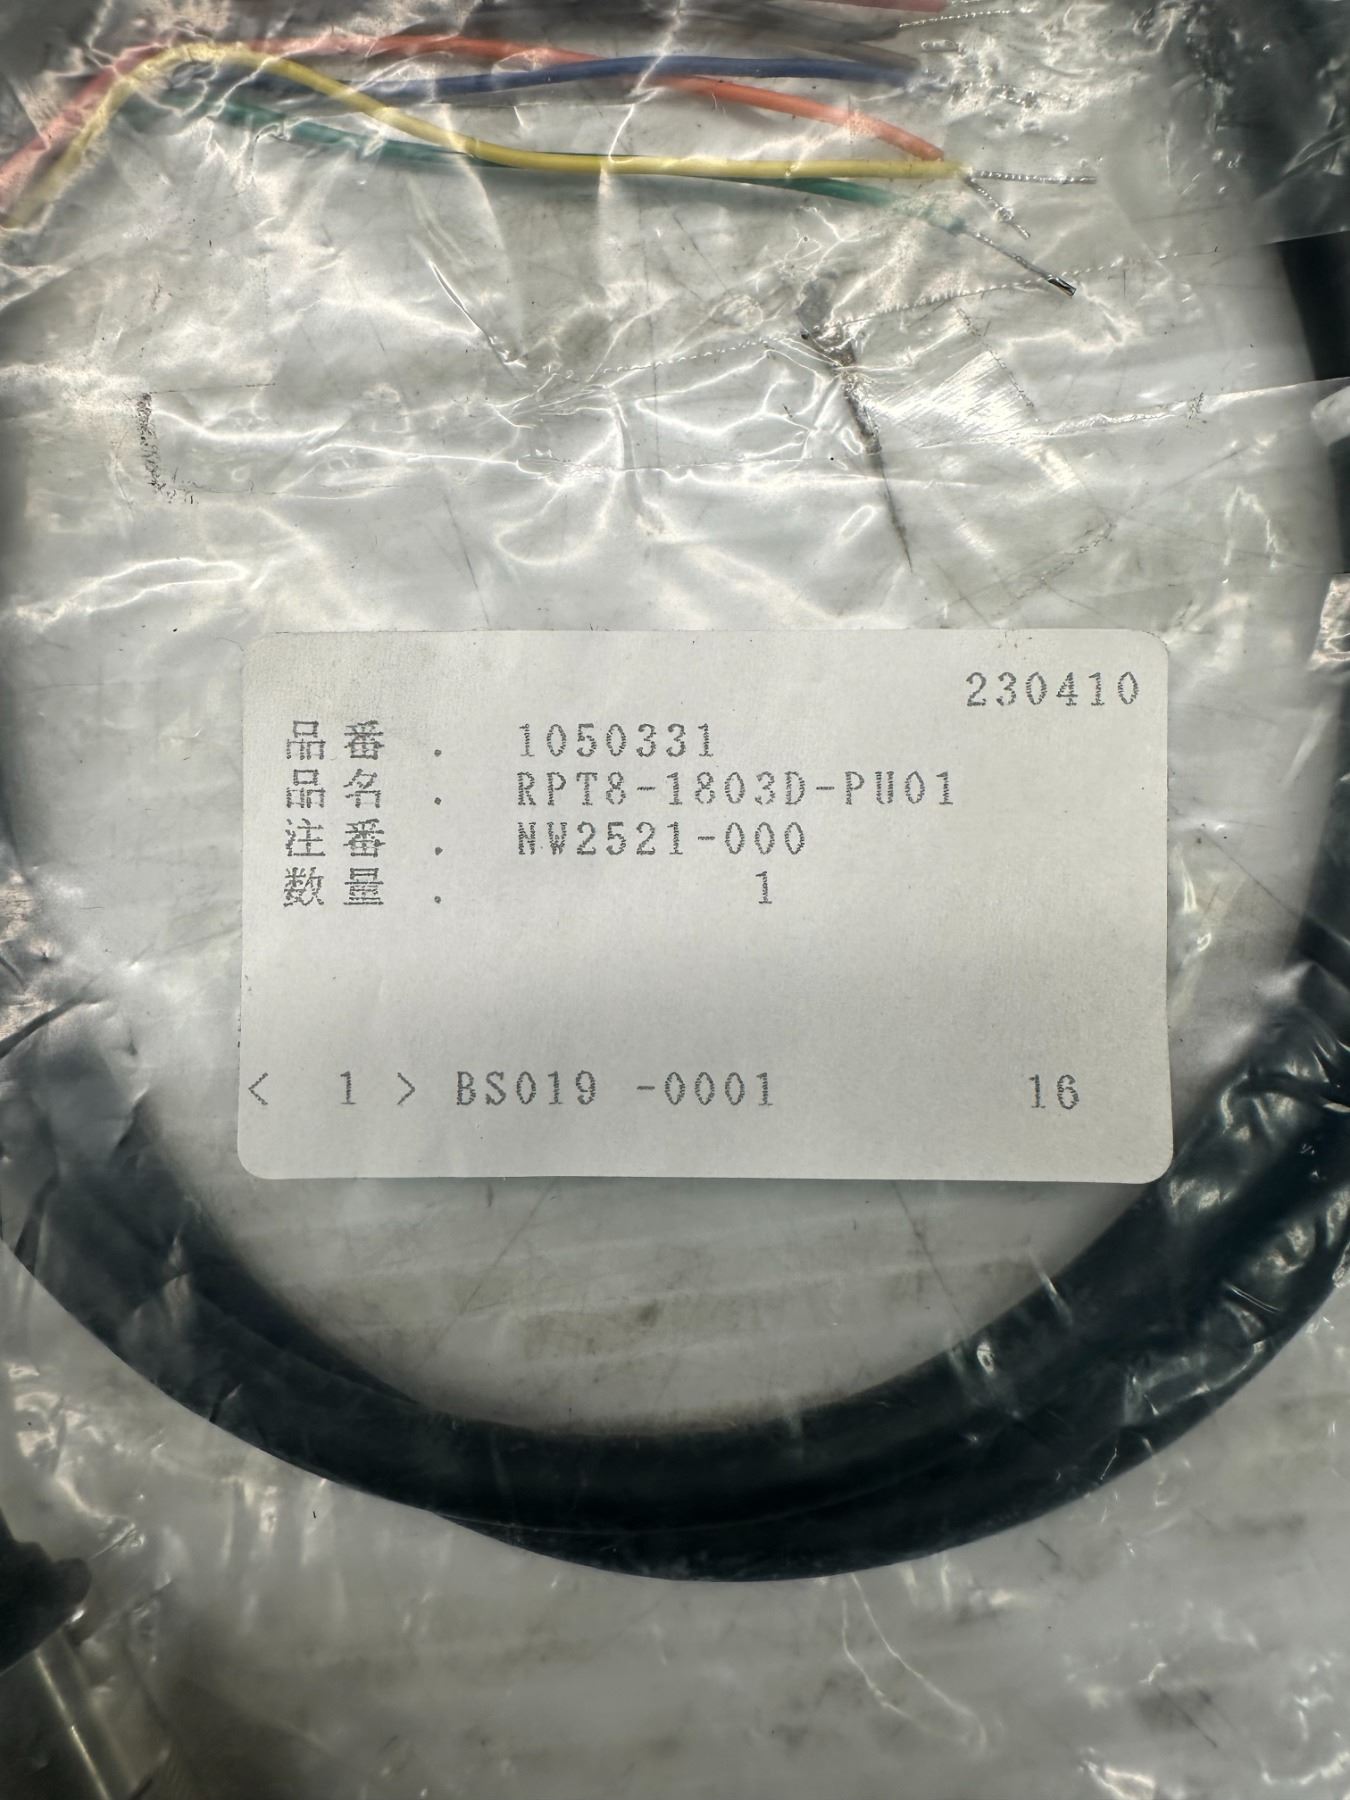 230410
品番． 1050331
品名． RPT8-1803D-PU01
注番． NW2521-000
数量． 1
< 1 > BS019 -0001 16